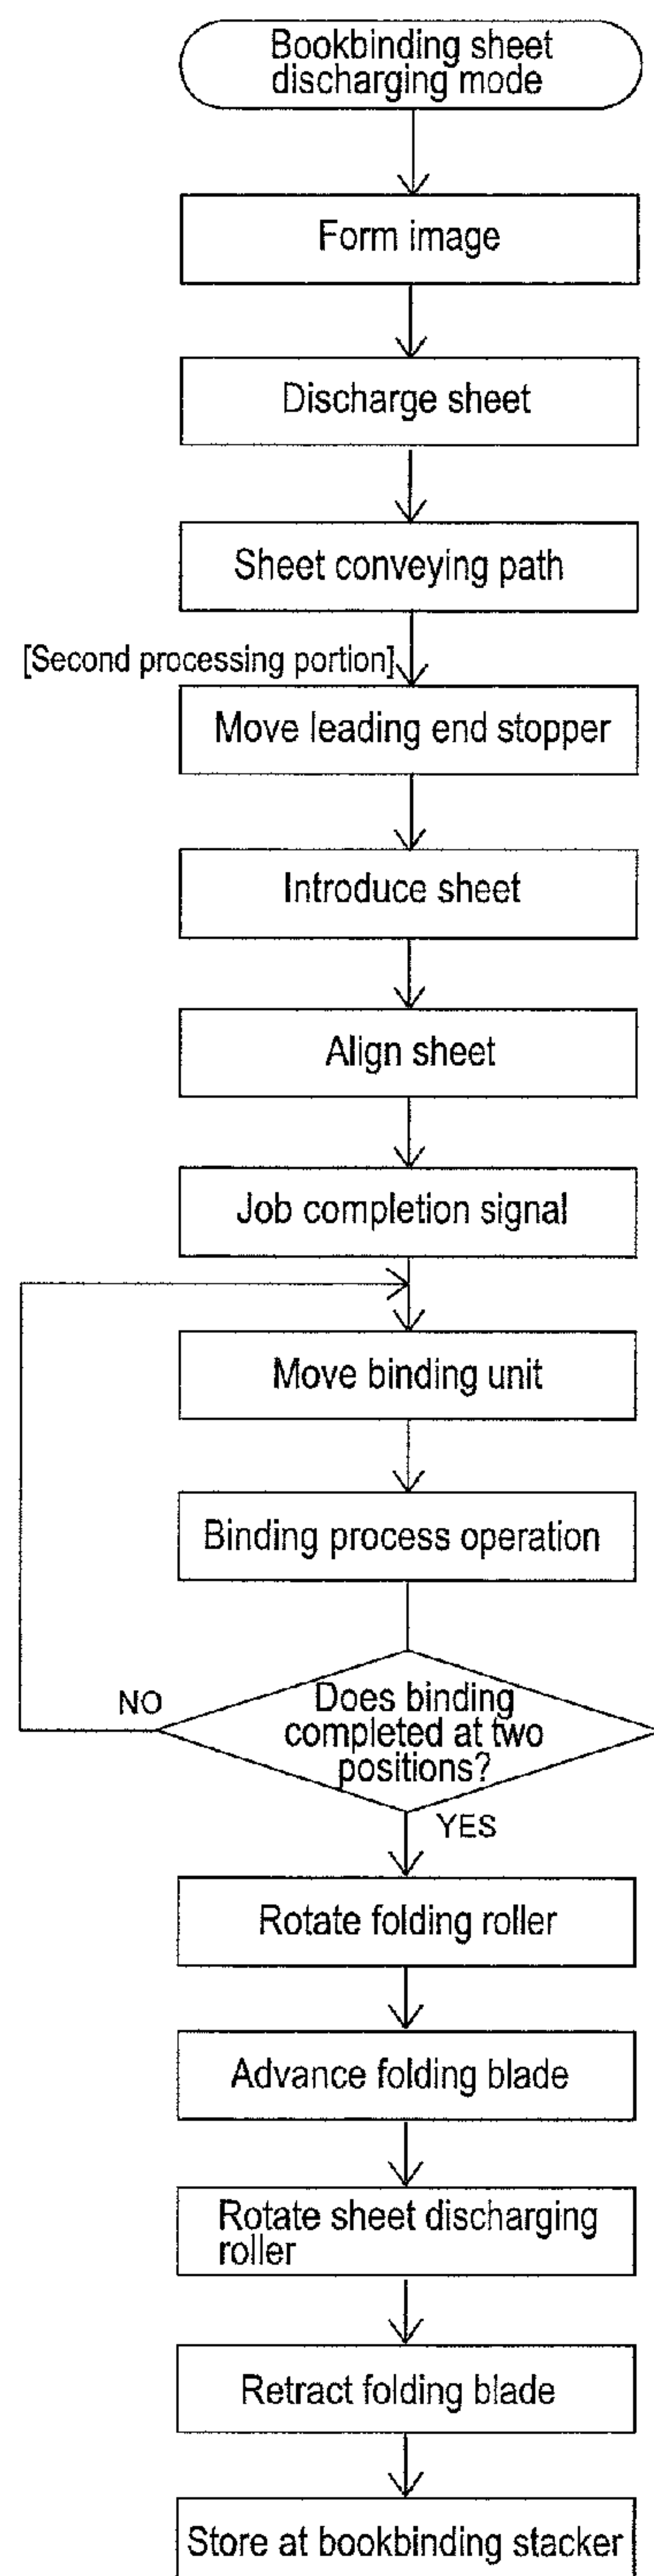 Bookbinding sheet
discharging mode
Form image
Discharge sheet
Sheet conveying path
[Second processing portion]
Move leading end stopper
Introduce sheet
Align sheet
Job completion signal
Move binding unit
Binding process operation
NO
Does binding
completed at two
positions?
YES
Rotate folding roller
Advance folding blade
Rotate sheet discharging
roller
Retract folding blade
Store at bookbinding stacker